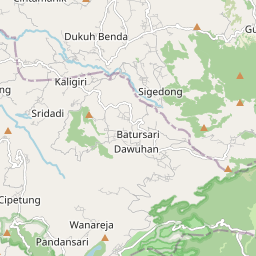 Dukuh Benda
Kaligiri
Sigedong
Sridadi
Batursari
Dawuhan
Cipetung
Wanareja
Pandansari